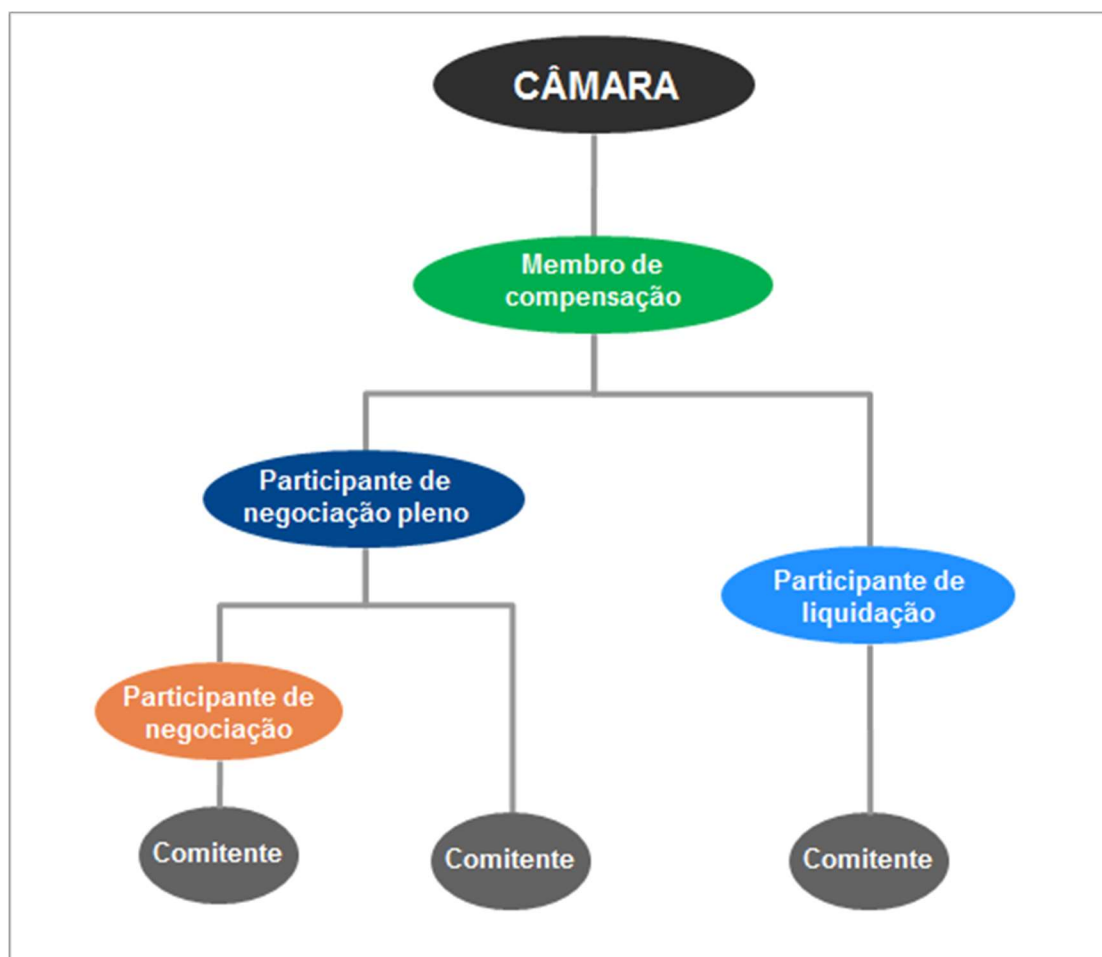 CÂMARA
Membro de
compensação
Participante de
negociação pleno
Participante de
liquidação
Participante de
negociação
Comitente
Comitente
Comitente